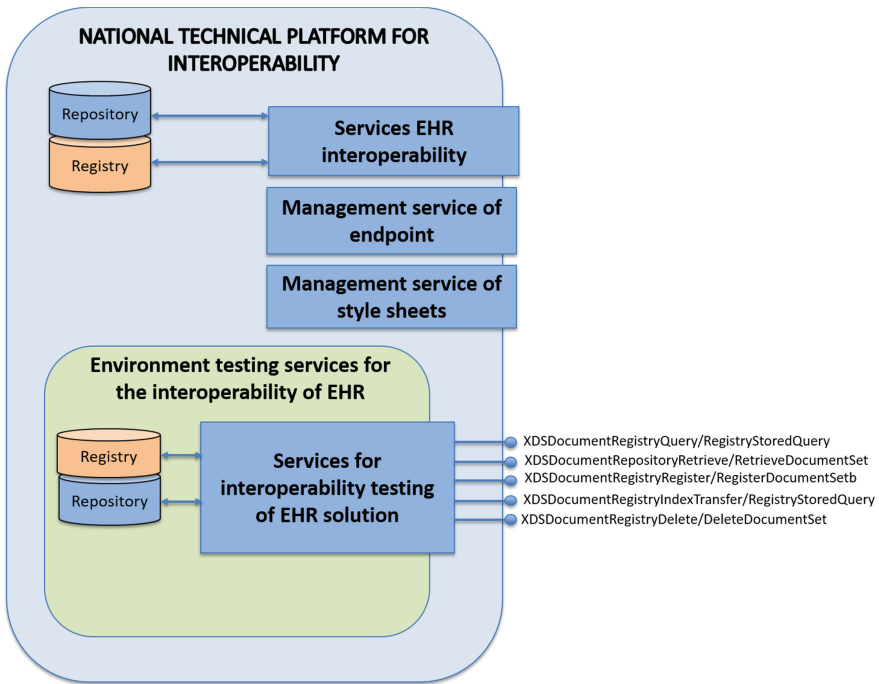 NATIONAL TECHNICAL PLATFORM FOR
INTEROPERABILITY
Repository
Registry
Services EHR
interoperability
Management service of
endpoint
Management service of
style sheets
Environment testing services for
the interoperability of EHR
Registry
Repository
Services for
interoperability testing
of EHR solution
XDSDocumentRegistryQuery/RegistryStoredQuery
XDSDocumentRepositoryRetrieve/RetrieveDocumentSet
XDSDocumentRegistryRegister/RegisterDocumentSetb
XDSDocumentRegistryIndexTransfer/RegistryStoredQuery
XDSDocumentRegistryDelete/DeleteDocumentSet